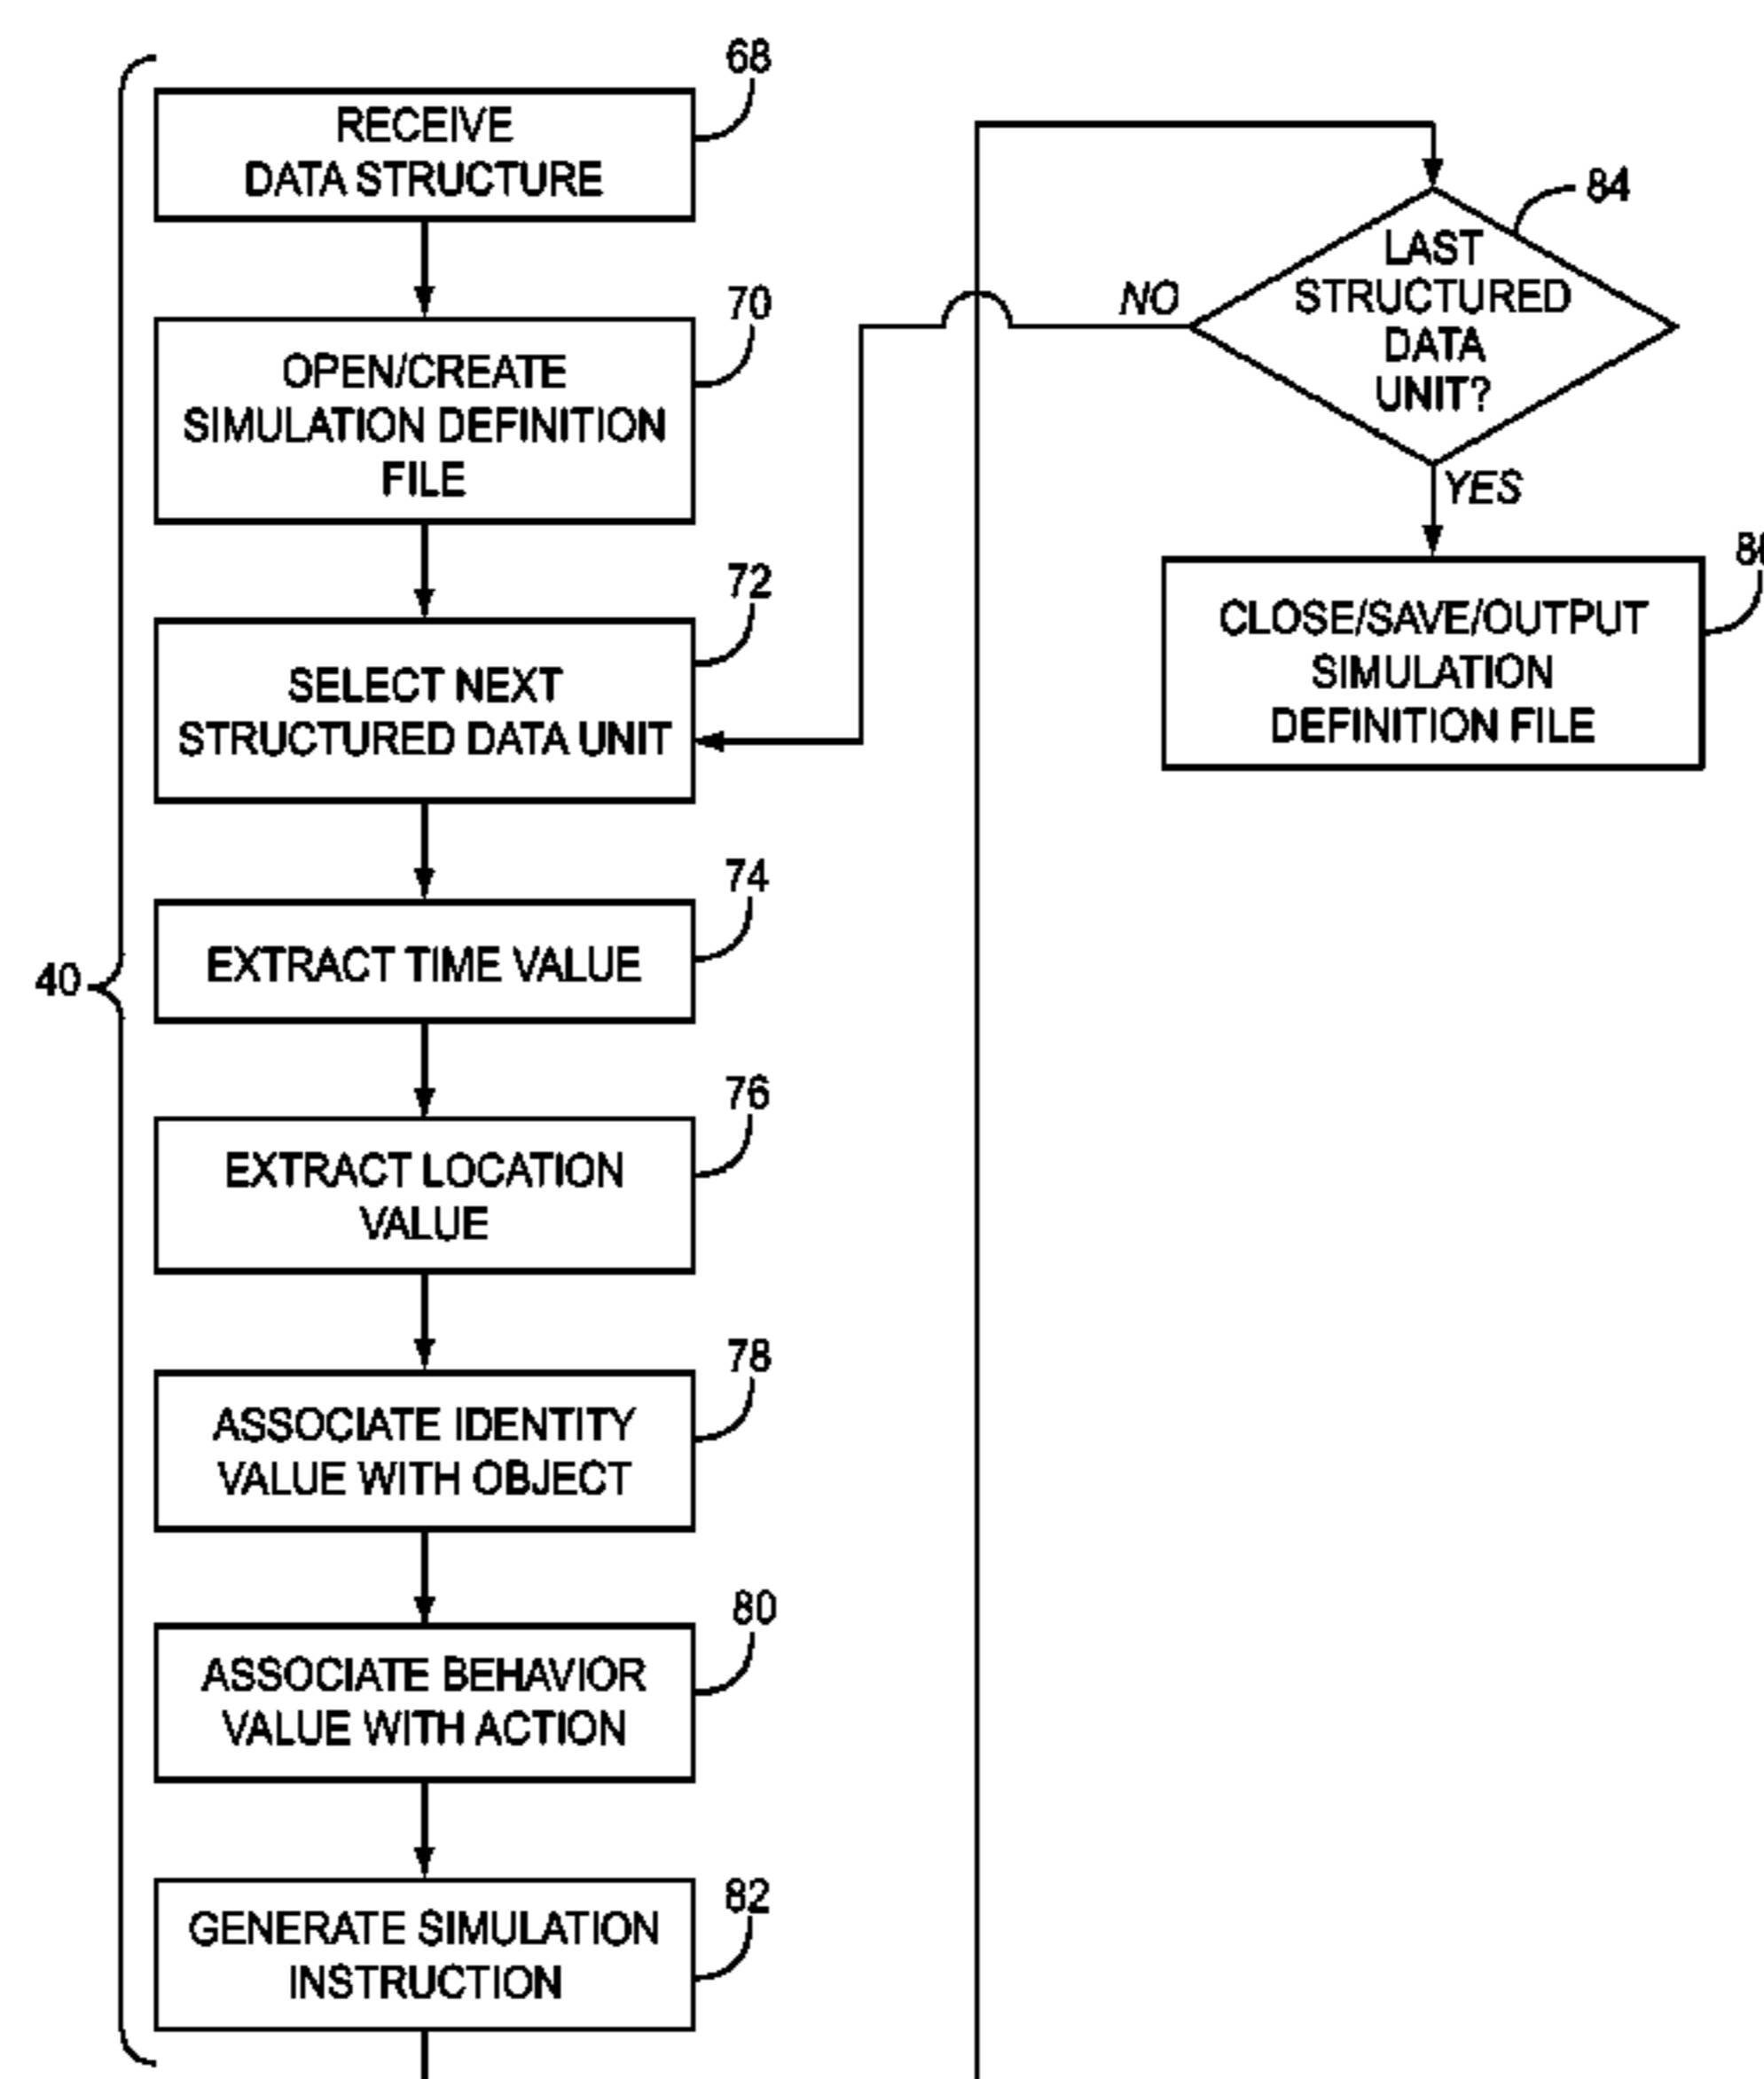 68
RECEIVE
DATA STRUCTURE
70
OPEN/CREATE
SIMULATION DEFINITION
FILE
72
SELECT NEXT
STRUCTURED DATA UNIT
74
EXTRACT TIME VALUE
40
76
EXTRACT LOCATION
VALUE
78
ASSOCIATE IDENTITY
VALUE WITH OBJECT
80
ASSOCIATE BEHAVIOR
VALUE WITH ACTION
82
GENERATE SIMULATION
INSTRUCTION
84
LAST
STRUCTURED
DATA
UNIT?
NO
YES
CLOSE/SAVE/OUTPUT
SIMULATION
DEFINITION FILE